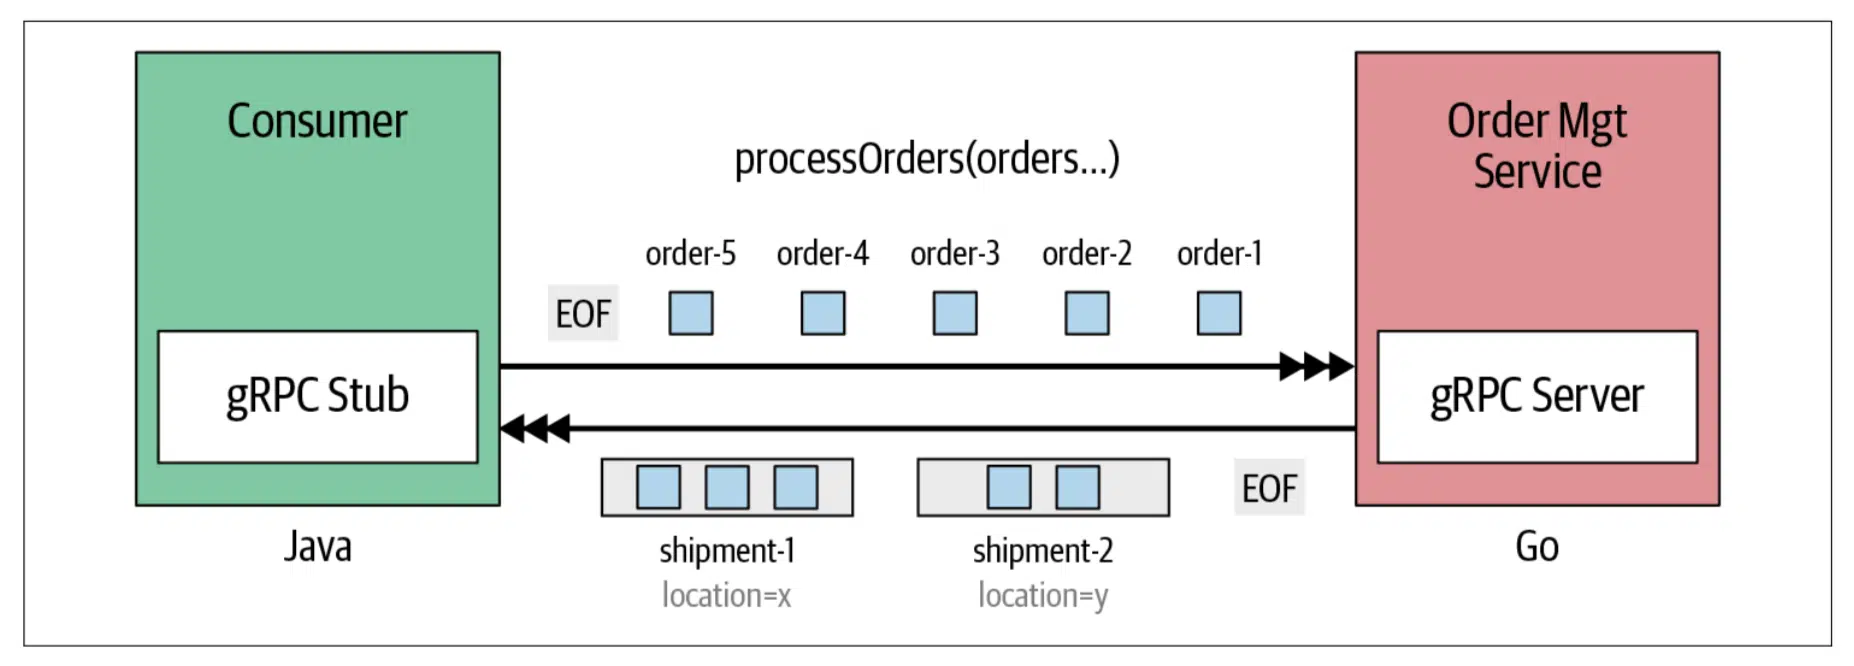 Consumer
Order Mgt
Service
processOrders(orders...)
order-5
order-4
order-3
order-2
order-1
EOF
gRPC Stub
gRPC Server
EOF
shipment-1
location=x
shipment-2
location=y
Java
Go